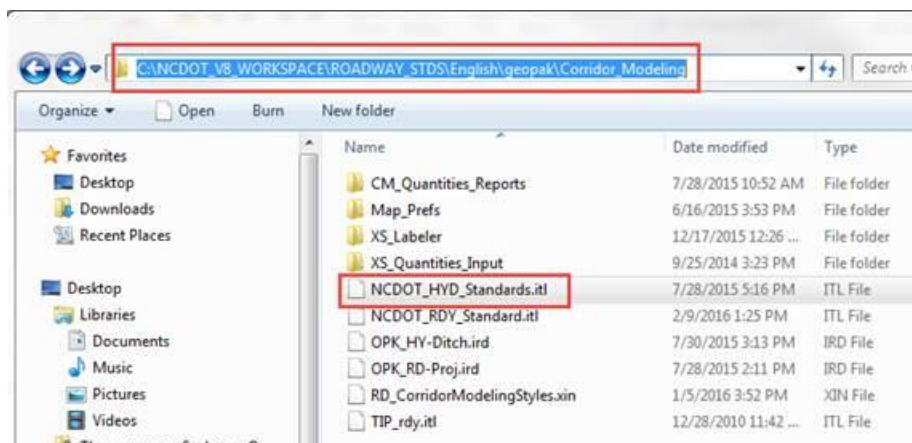 C:\NCDOT_V8_WORKSPACE\ROADWAY_STDS\English\geopak\Corridor_Modeling Search
Organize Open Burn New folder
Favorites
Desktop
Downloads
Recent Places
Desktop
Libraries
Documents
Music
Pictures
Videos
Name Date modified Type
CM_Quantities_Reports 7/28/2015 10:52 AM File folder
Map_Prefs 6/16/2015 3:53 PM File folder
XS_Labeler 12/17/2015 12:26 ... File folder
XS_Quantities_Input 9/25/2014 3:23 PM File folder
NCDOT_HYD_Standards.itl 7/28/2015 5:16 PM ITL File
NCDOT_RDY_Standard.itl 2/9/2016 1:25 PM ITL File
OPK_HY-Ditch.ird 7/30/2015 3:13 PM IRD File
OPK_RD-Proj.ird 7/28/2015 2:11 PM IRD File
RD_CorridorModelingStyles.xin 1/5/2016 3:52 PM XIN File
TIP_rdy.itl 12/28/2010 11:42 ... ITL File